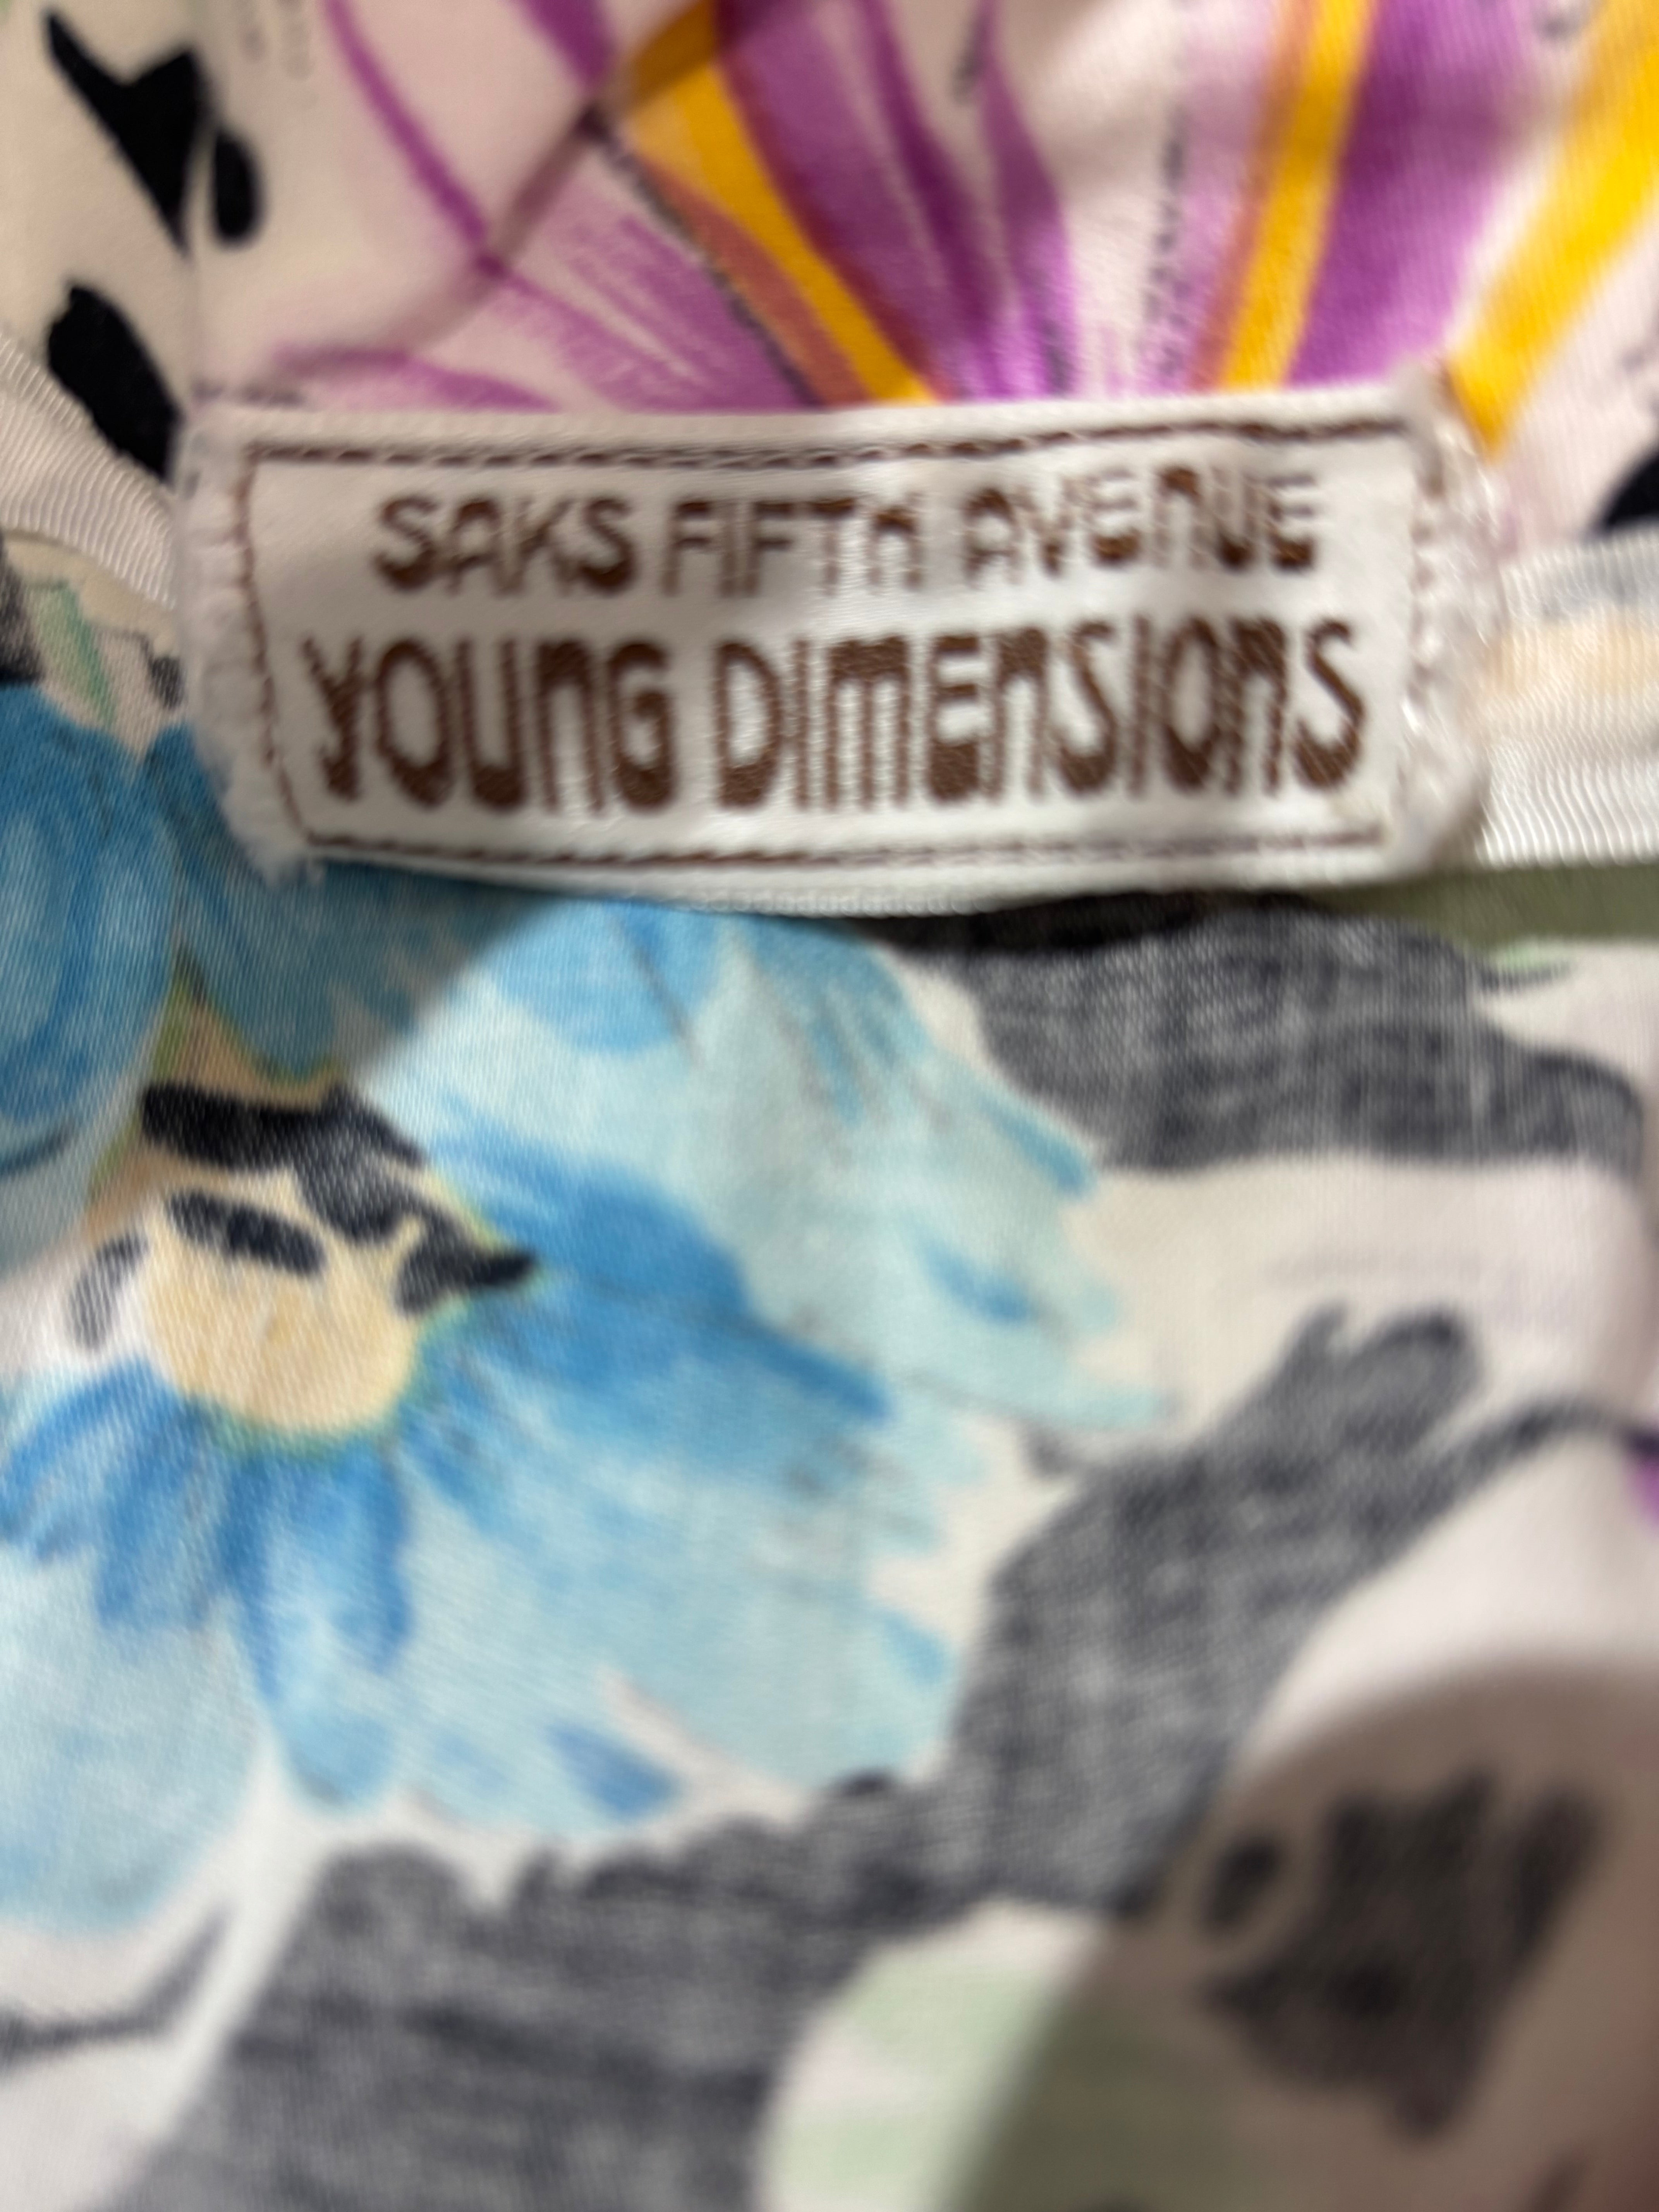 SAKS FIFTH AVENUE
YOUNG DIMENSIONS